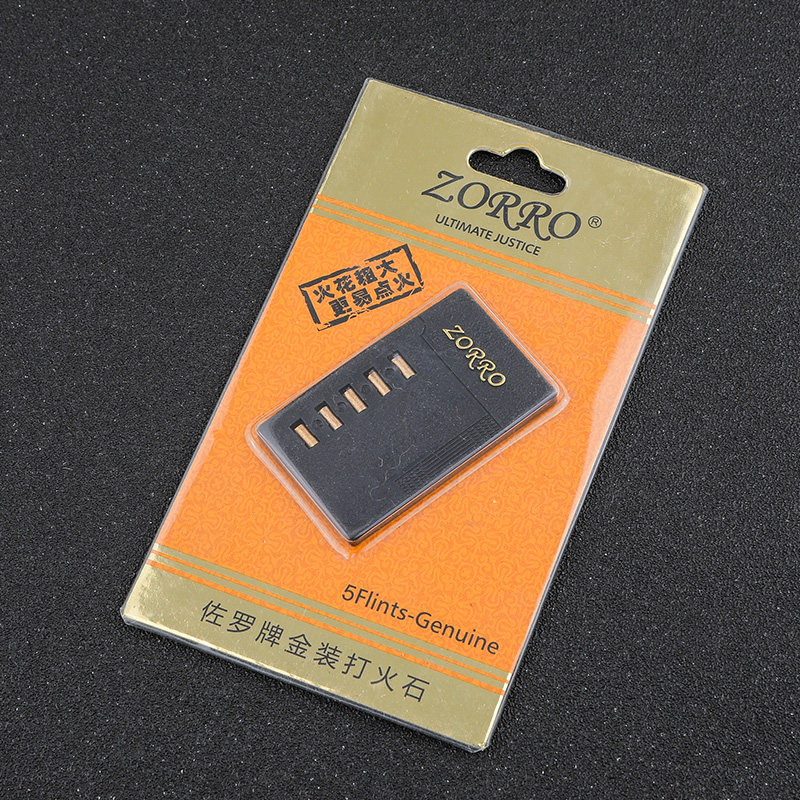 ZORRO®
ULTIMATE JUSTICE
火花粗大
更易点火
ZORRO
5Flints-Genuine
佐罗牌金装打火石